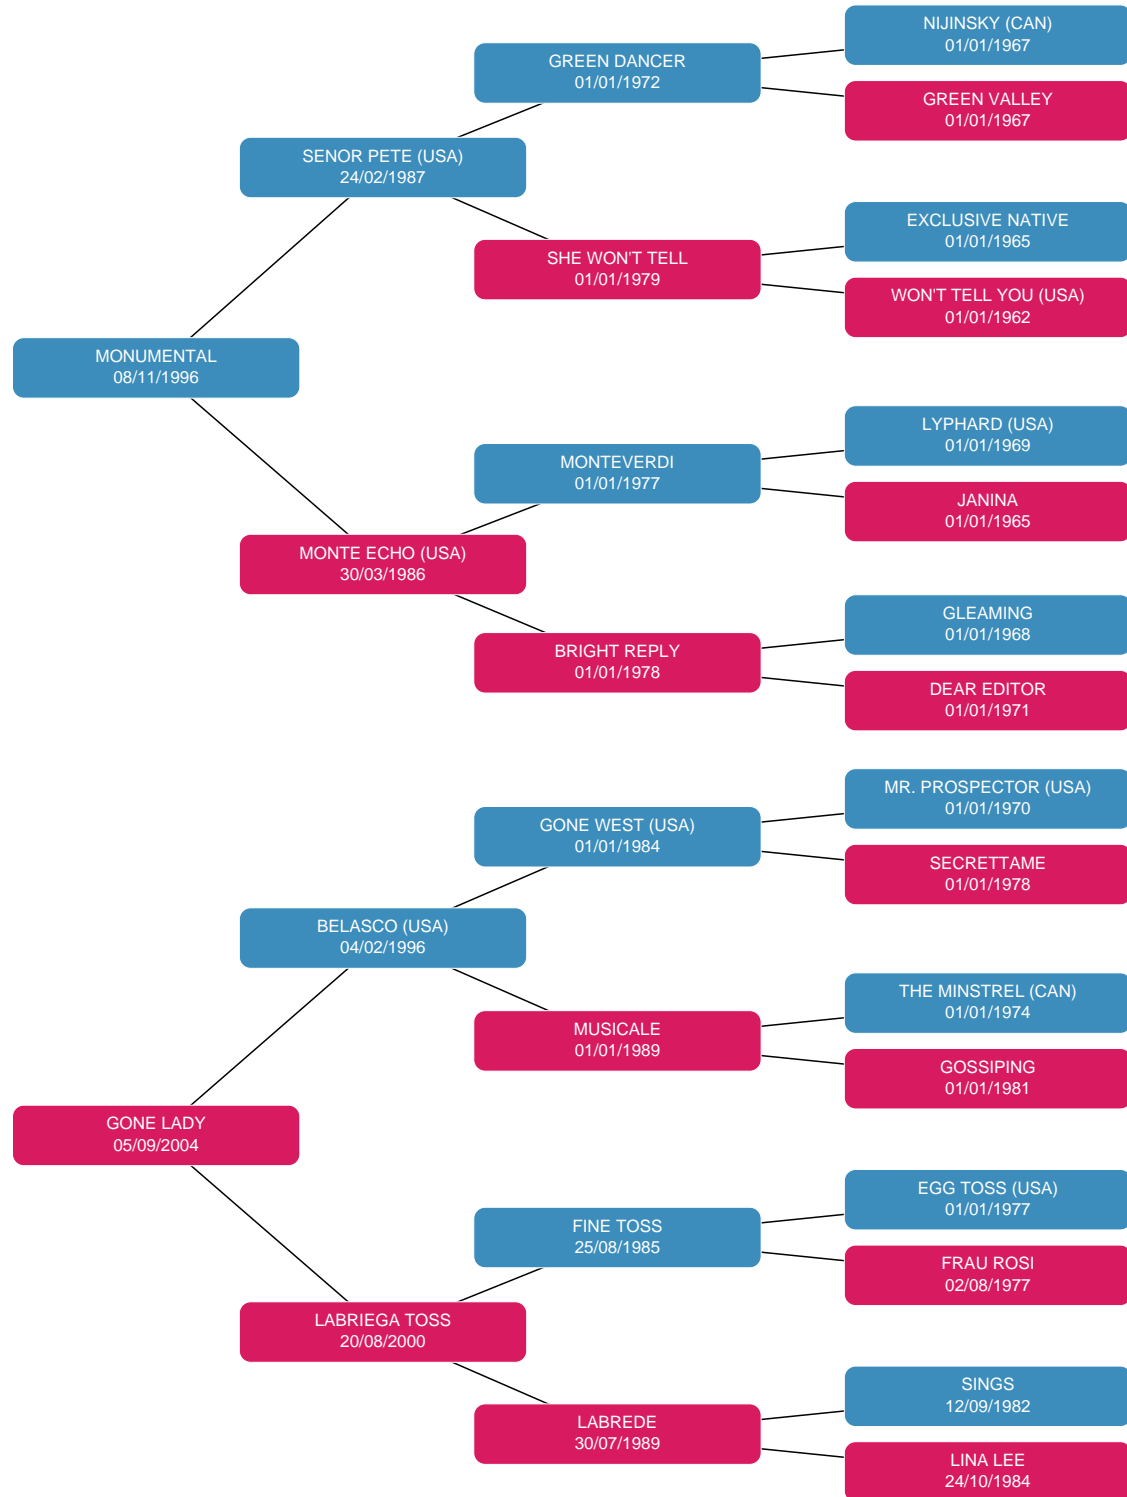 NIJINSKY (CAN)
01/01/1967
GREEN DANCER
01/01/1972
GREEN VALLEY
01/01/1967
SENOR PETE (USA)
24/02/1987
EXCLUSIVE NATIVE
01/01/1965
SHE WON'T TELL
01/01/1979
WON'T TELL YOU (USA)
01/01/1962
MONUMENTAL
08/11/1996
LYPHARD (USA)
01/01/1969
MONTEVERDI
01/01/1977
JANINA
01/01/1965
MONTE ECHO (USA)
30/03/1986
GLEAMING
01/01/1968
BRIGHT REPLY
01/01/1978
DEAR EDITOR
01/01/1971
MR. PROSPECTOR (USA)
01/01/1970
GONE WEST (USA)
01/01/1984
SECRETTAME
01/01/1978
BELASCO (USA)
04/02/1996
THE MINSTREL (CAN)
01/01/1974
MUSICALE
01/01/1989
GOSSIPING
01/01/1981
GONE LADY
05/09/2004
EGG TOSS (USA)
01/01/1977
FINE TOSS
25/08/1985
FRAU ROSI
02/08/1977
LABRIEGA TOSS
20/08/2000
SINGS
12/09/1982
LABREDE
30/07/1989
LINA LEE
24/10/1984